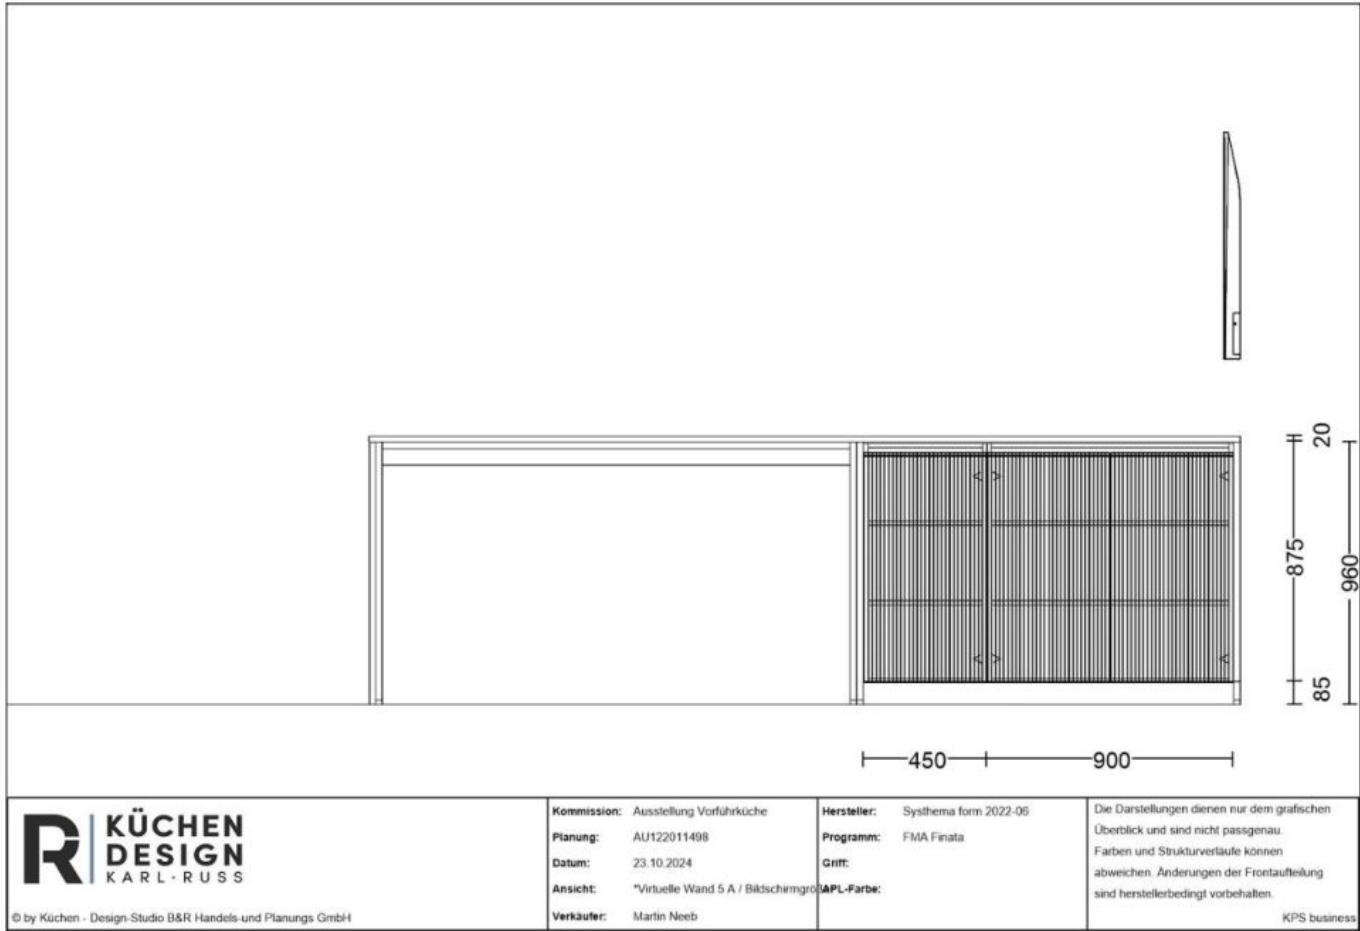 20
875
960
85
450
900
R
KÜCHEN
DESIGN
KARL·RUSS
© by Küchen - Design-Studio B&R Handels-und Planungs GmbH
Kommission: Ausstellung Vorführküche
Planung: AU122011498
Datum: 23.10.2024
Ansicht: "Virtuelle Wand 5 A / Bildschirmgrö
Verkäufer: Martin Neeb
Hersteller: Systhema form 2022-06
Programm: FMA Finata
Griff:
APL-Farbe:
Die Darstellungen dienen nur dem grafischen
Überblick und sind nicht passgenau.
Farben und Strukturverläufe können
abweichen. Änderungen der Frontaufteilung
sind herstellerbedingt vorbehalten.
KPS business